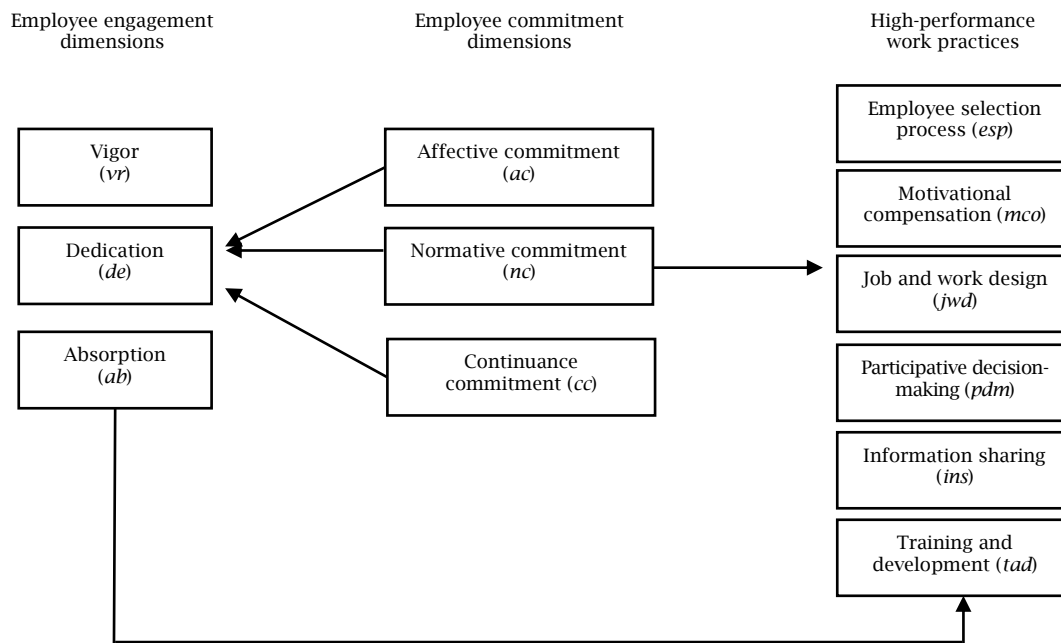 Employee engagement
dimensions
Employee commitment
dimensions
High-performance
work practices
Vigor
(vr)
Dedication
(de)
Absorption
(ab)
Affective commitment
(ac)
Normative commitment
(nc)
Continuance
commitment (cc)
Employee selection
process (esp)
Motivational
compensation (mco)
Job and work design
(jwd)
Participative decision-
making (pdm)
Information sharing
(ins)
Training and
development (tad)